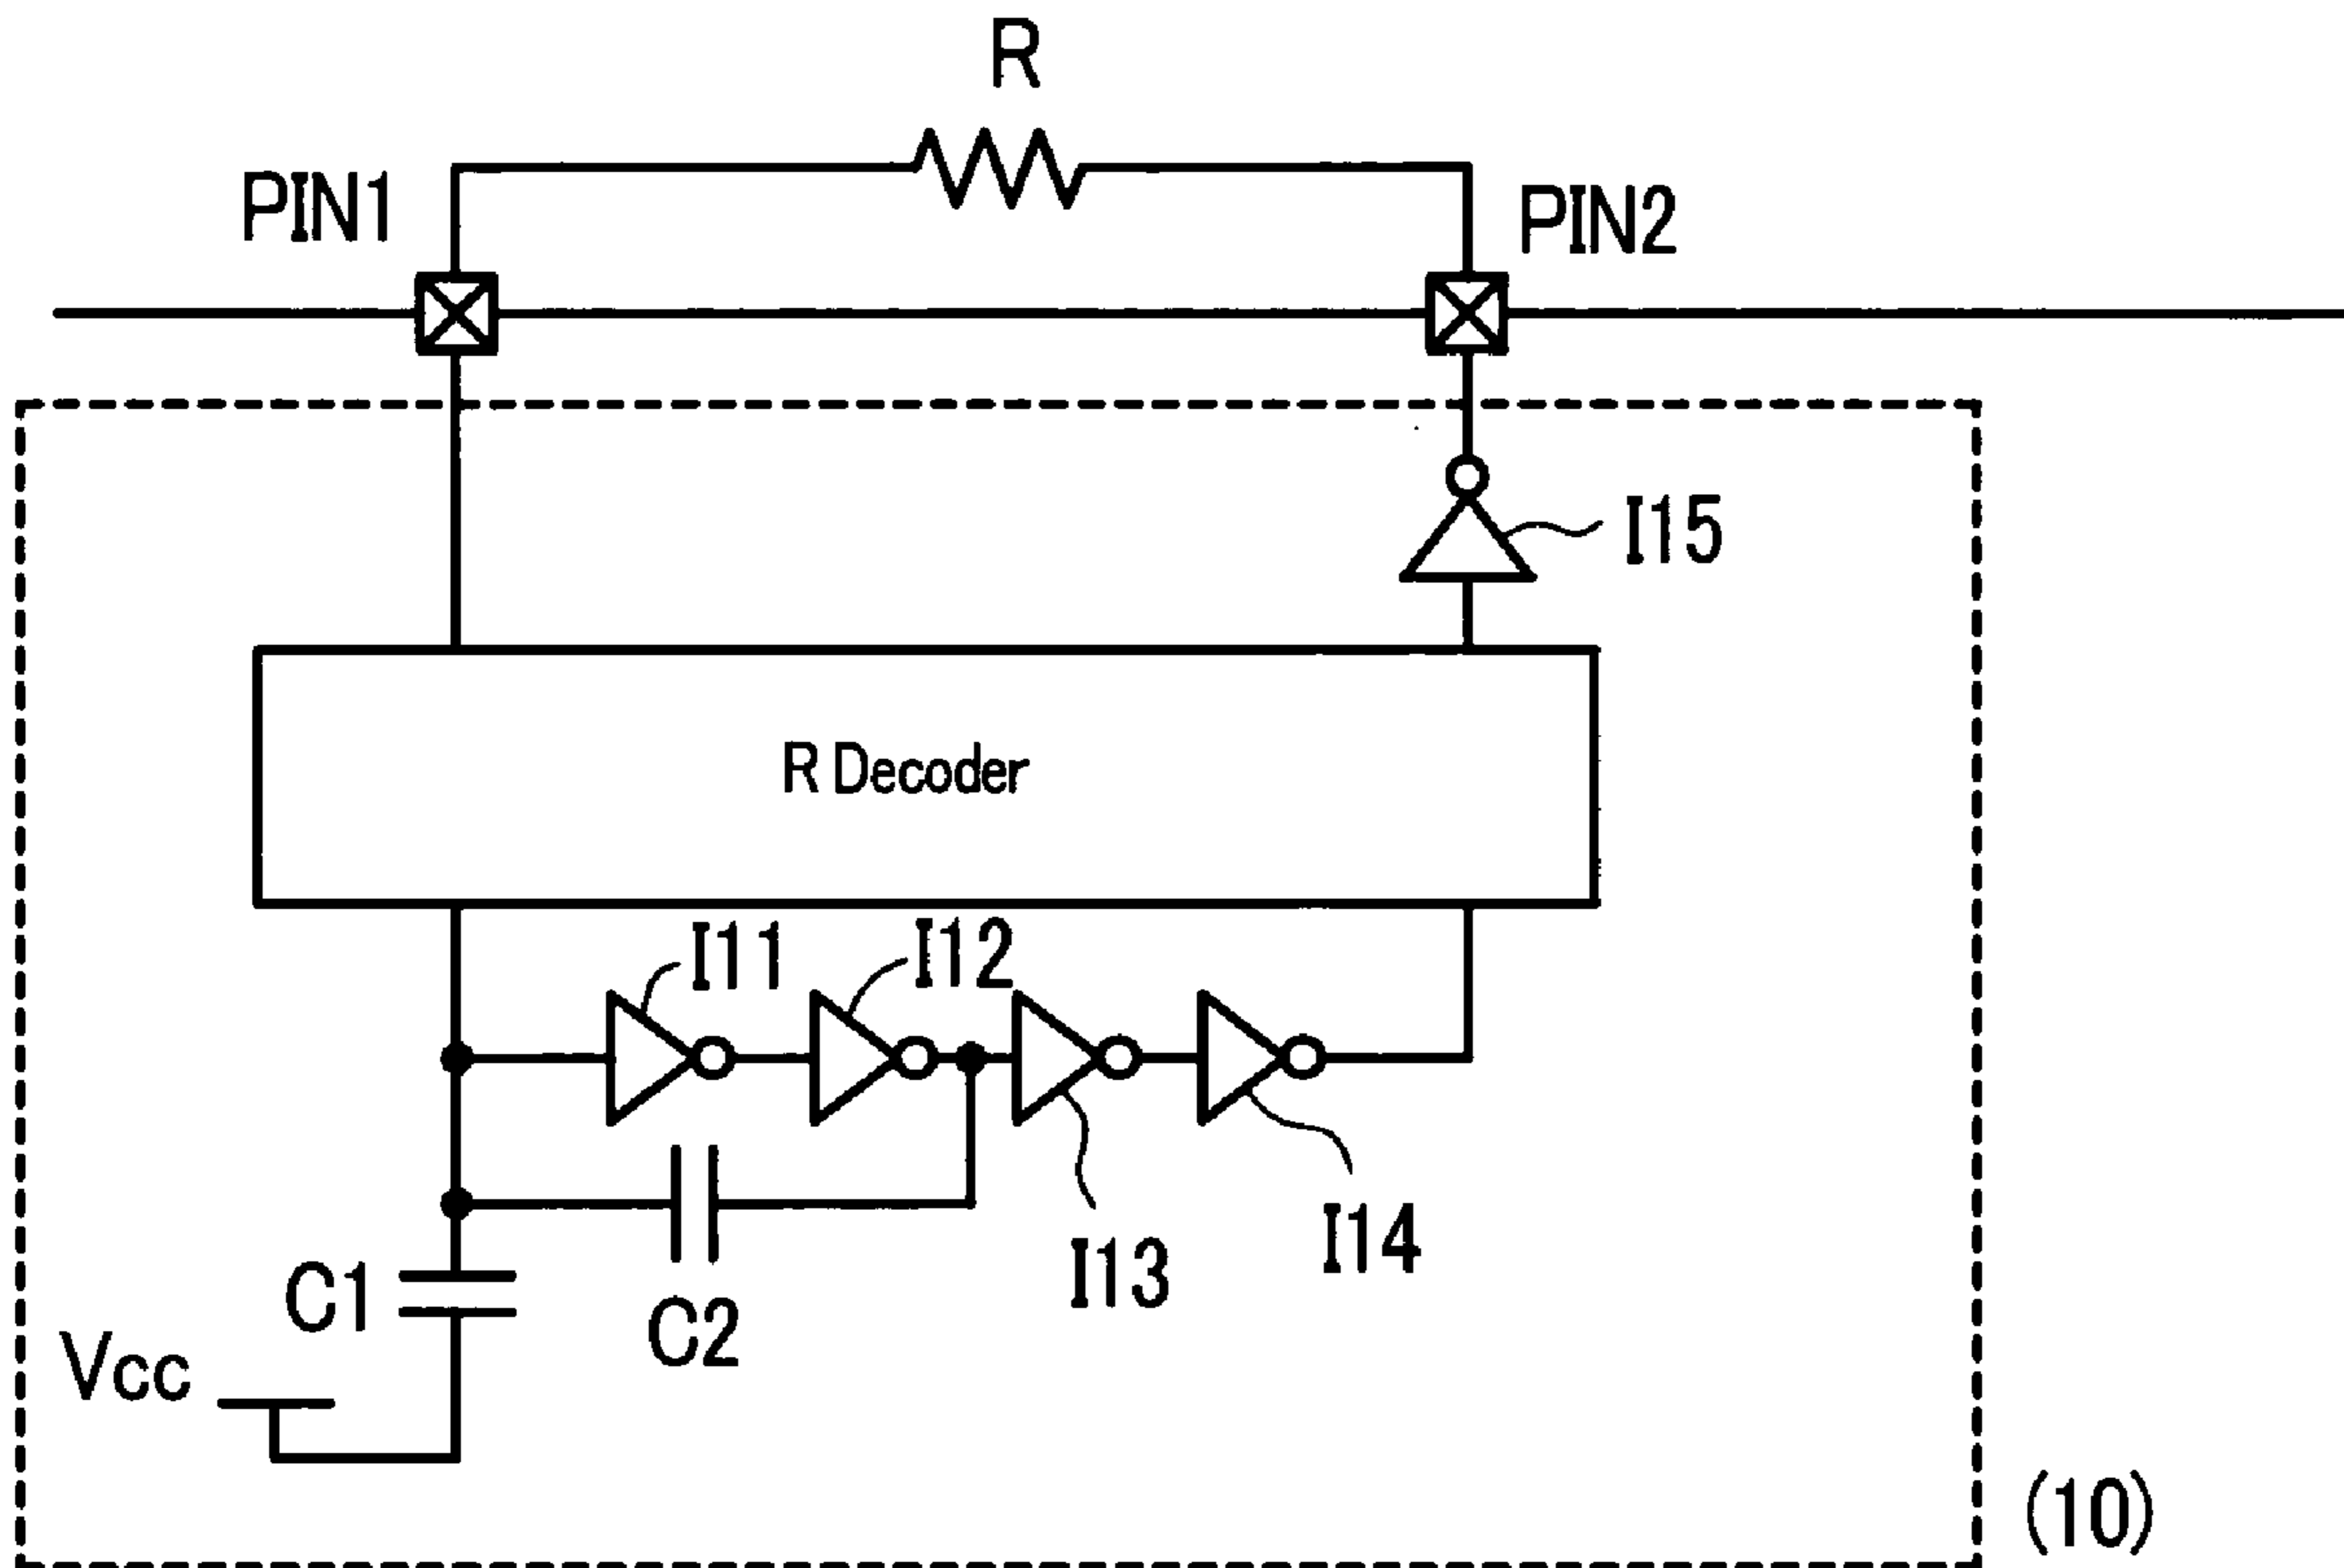 R
PIN1
PIN2
I15
R Decoder
I11
I12
I13
I14
C1
C2
Vcc
(10)